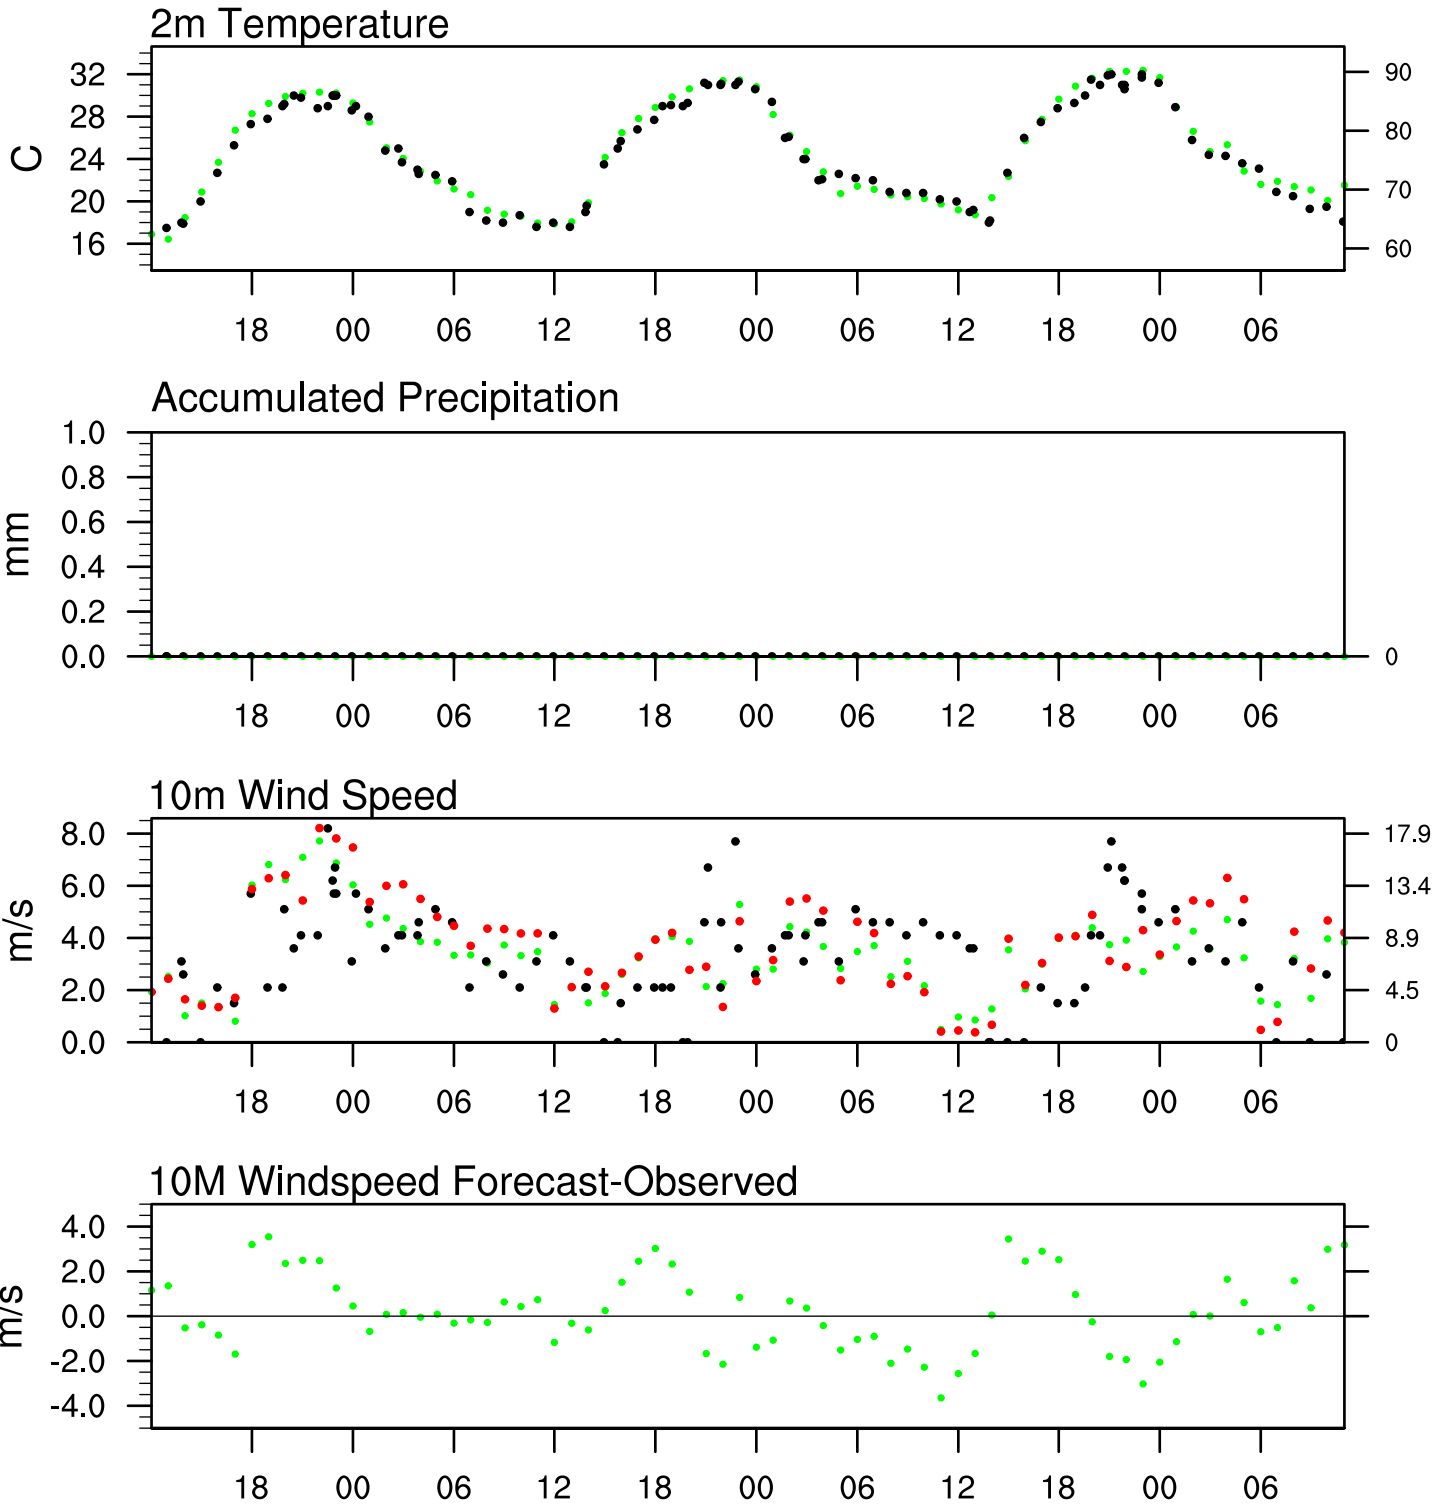 2m Temperature
32
28
24
20
16
C
90
80
70
60
18 00 06 12 18 00 06 12 18 00 06
Accumulated Precipitation
1.0
0.8
0.6
0.4
0.2
0.0
mm
0
18 00 06 12 18 00 06 12 18 00 06
10m Wind Speed
8.0
6.0
4.0
2.0
0.0
m/s
17.9
13.4
8.9
4.5
0
18 00 06 12 18 00 06 12 18 00 06
10M Windspeed Forecast-Observed
4.0
2.0
0.0
-2.0
-4.0
m/s
18 00 06 12 18 00 06 12 18 00 06